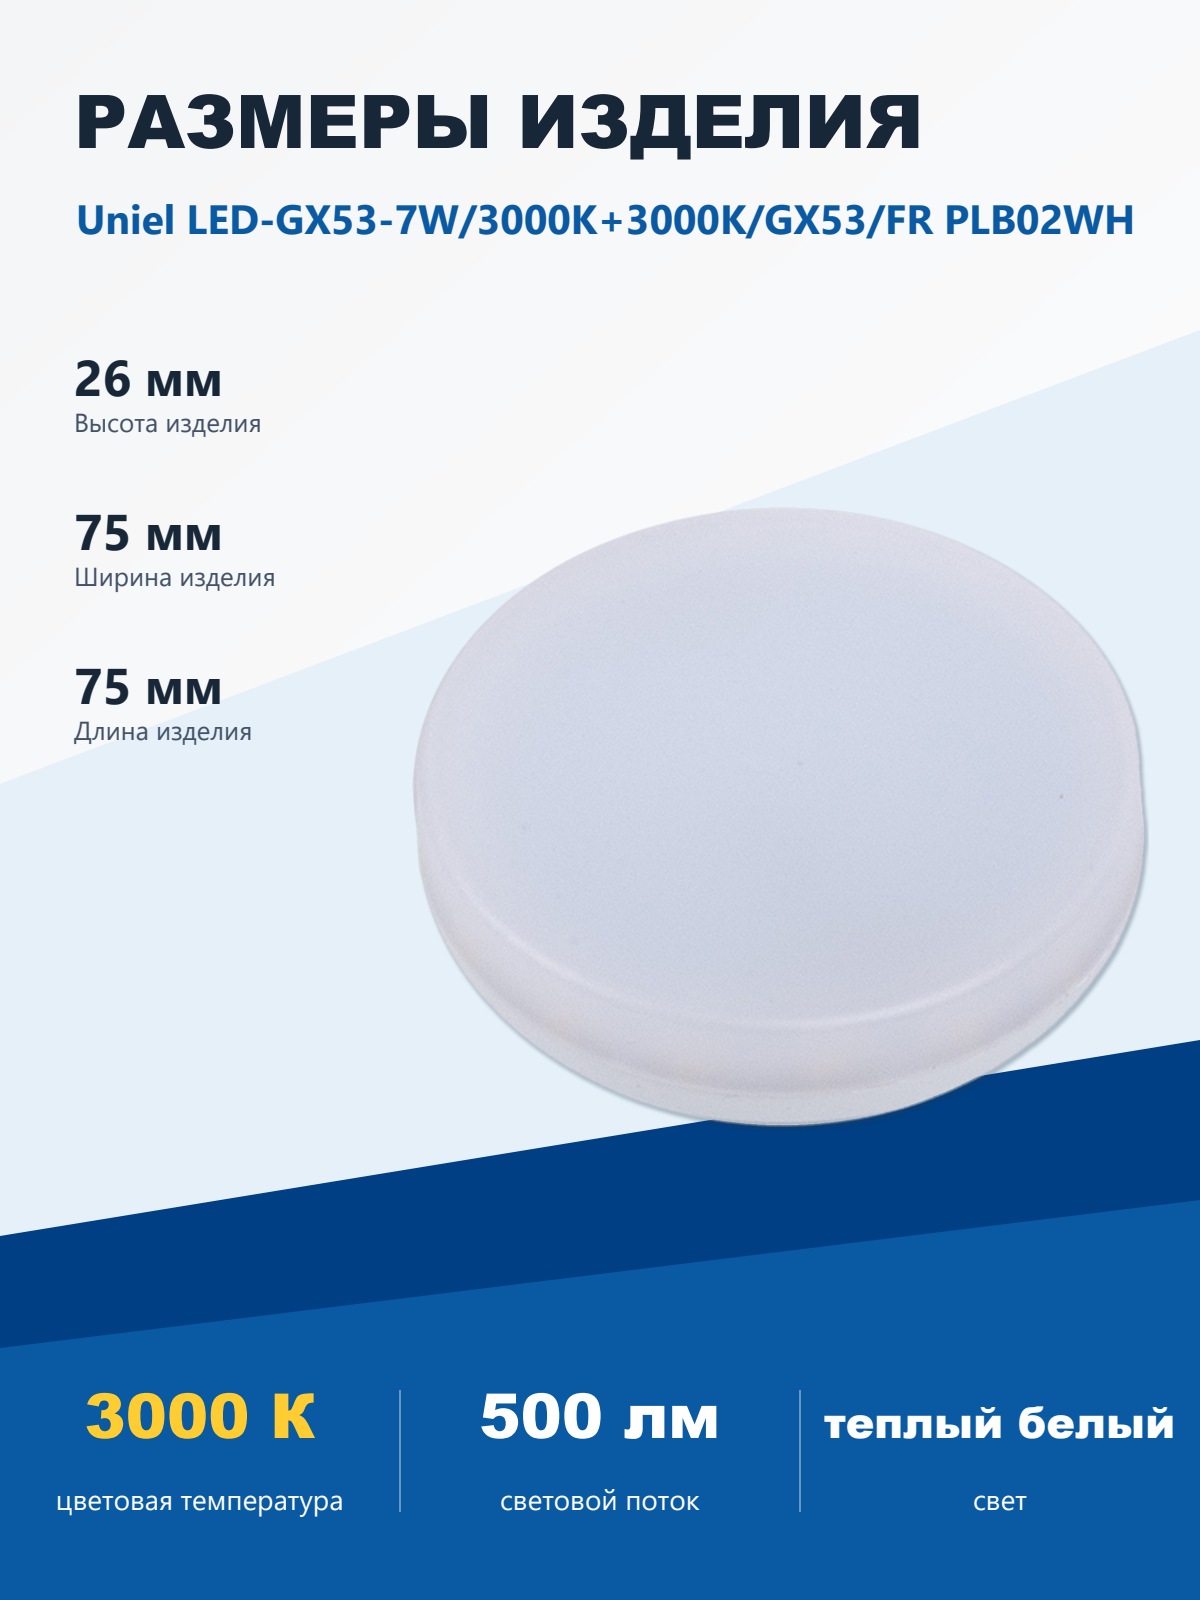 РАЗМЕРЫ ИЗДЕЛИЯ
Uniel LED-GX53-7W/3000K+3000K/GX53/FR PLB02WH
26 мм
Высота изделия
75 мм
Ширина изделия
75 мм
Длина изделия
3000 К
цветовая температура
500 лм
световой поток
теплый белый
свет